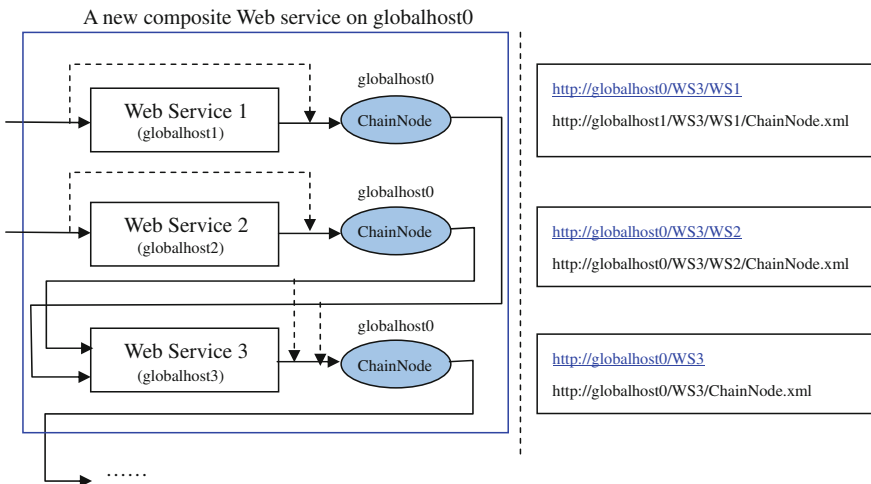 A new composite Web service on globalhost0
globalhost0
Web Service 1
(globalhost1)
ChainNode
http://globalhost0/WS3/WS1
http://globalhost1/WS3/WS1/ChainNode.xml
globalhost0
Web Service 2
(globalhost2)
ChainNode
http://globalhost0/WS3/WS2
http://globalhost0/WS3/WS2/ChainNode.xml
globalhost0
Web Service 3
(globalhost3)
ChainNode
http://globalhost0/WS3
http://globalhost0/WS3/ChainNode.xml
......